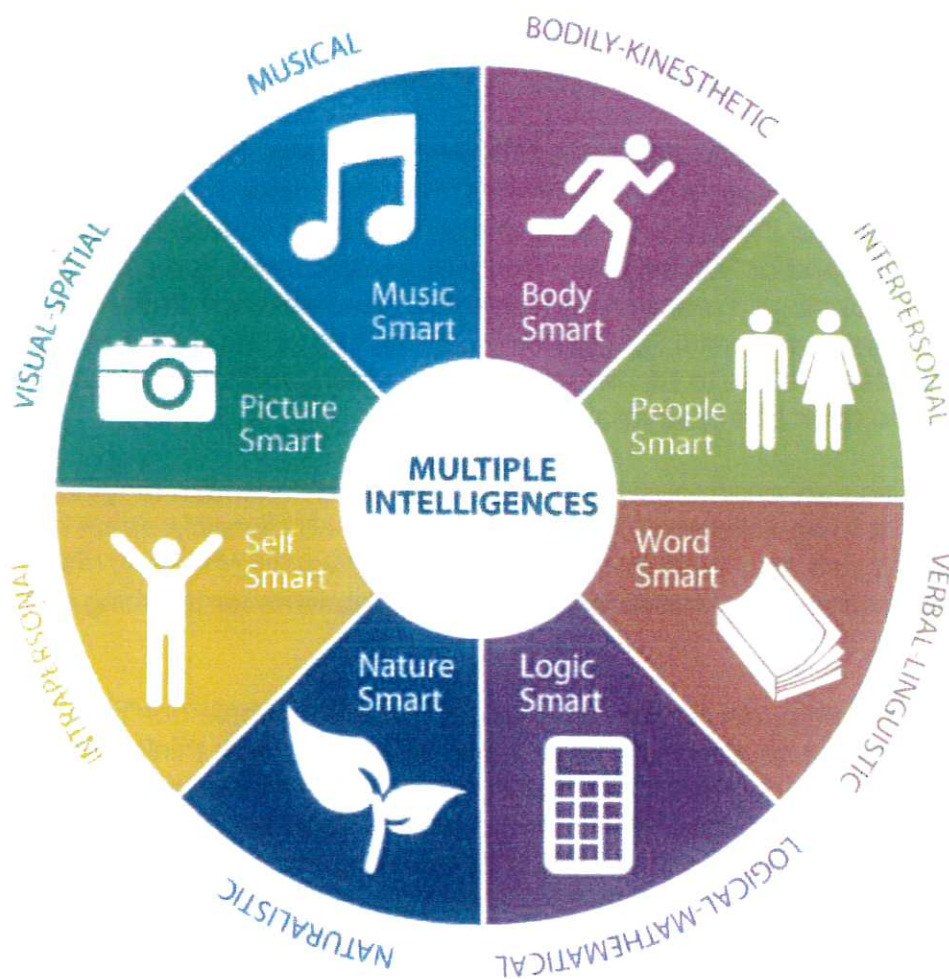 MUSICAL
BODILY-KINESTHETIC
INTERPERSONAL
VERBAL-LINGUISTIC
LOGICAL-MATHEMATICAL
NATURALISTIC
INTRAPERSONAL
VISUAL-SPATIAL
Music
Smart
Body
Smart
People
Smart
Word
Smart
Logic
Smart
Nature
Smart
Self
Smart
Picture
Smart
MULTIPLE
INTELLIGENCES